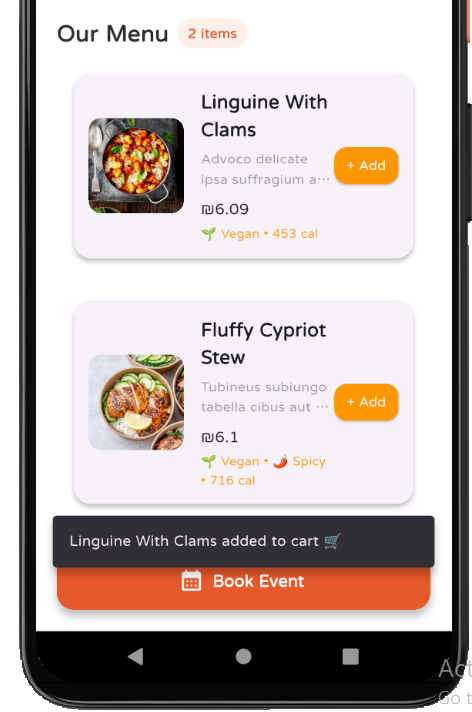 Our Menu 2 items
Linguine With
Clams
Advoco delicate
ipsa suffragium a...
+ Add
₪6.09
🌱 Vegan • 453 cal
Fluffy Cypriot
Stew
Tubineus subiungo
tabella cibus aut ...
+ Add
₪6.1
🌱 Vegan • 🌶️ Spicy
• 716 cal
Linguine With Clams added to cart 🛒
Book Event
Act
Go t